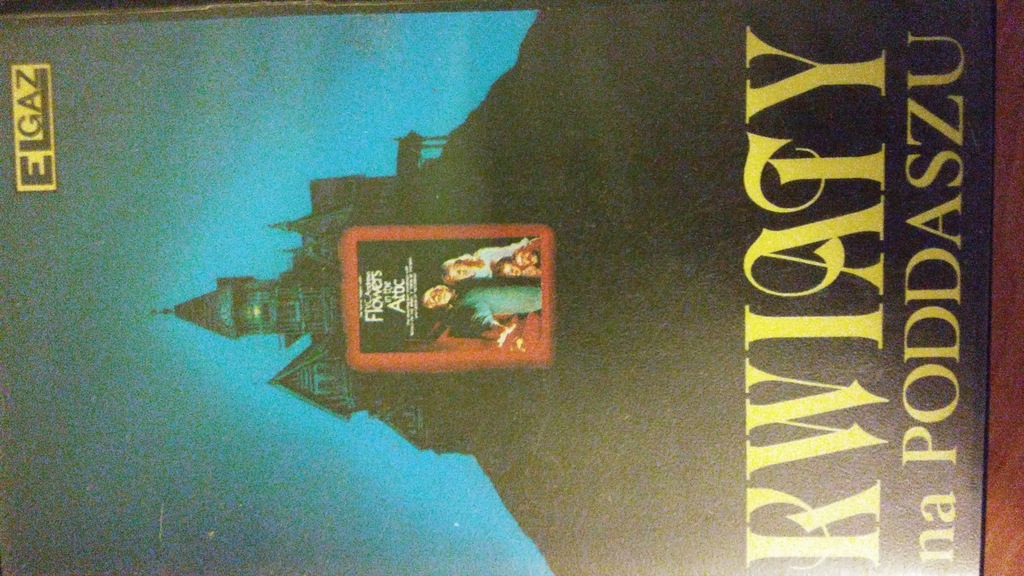 ELGAZ
Flowers
in the
Attic
KWIATY
na PODDASZU